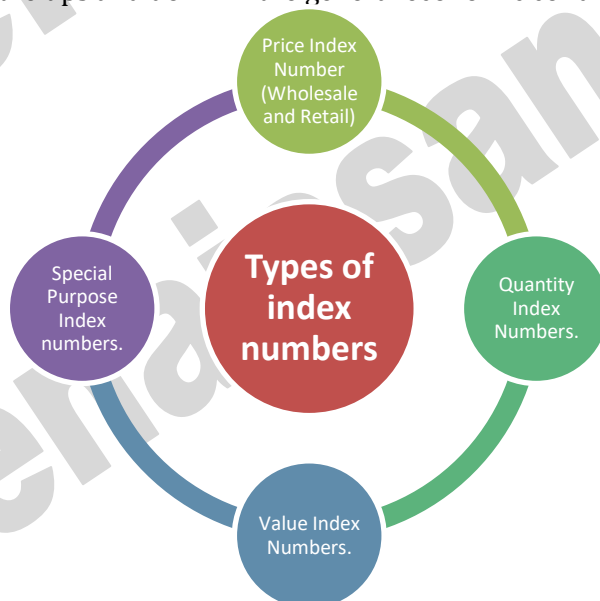 Price Index
Number
(Wholesale
and Retail)
Types of
index
numbers
Special
Purpose
Index
numbers.
Quantity
Index
Numbers.
Value Index
Numbers.